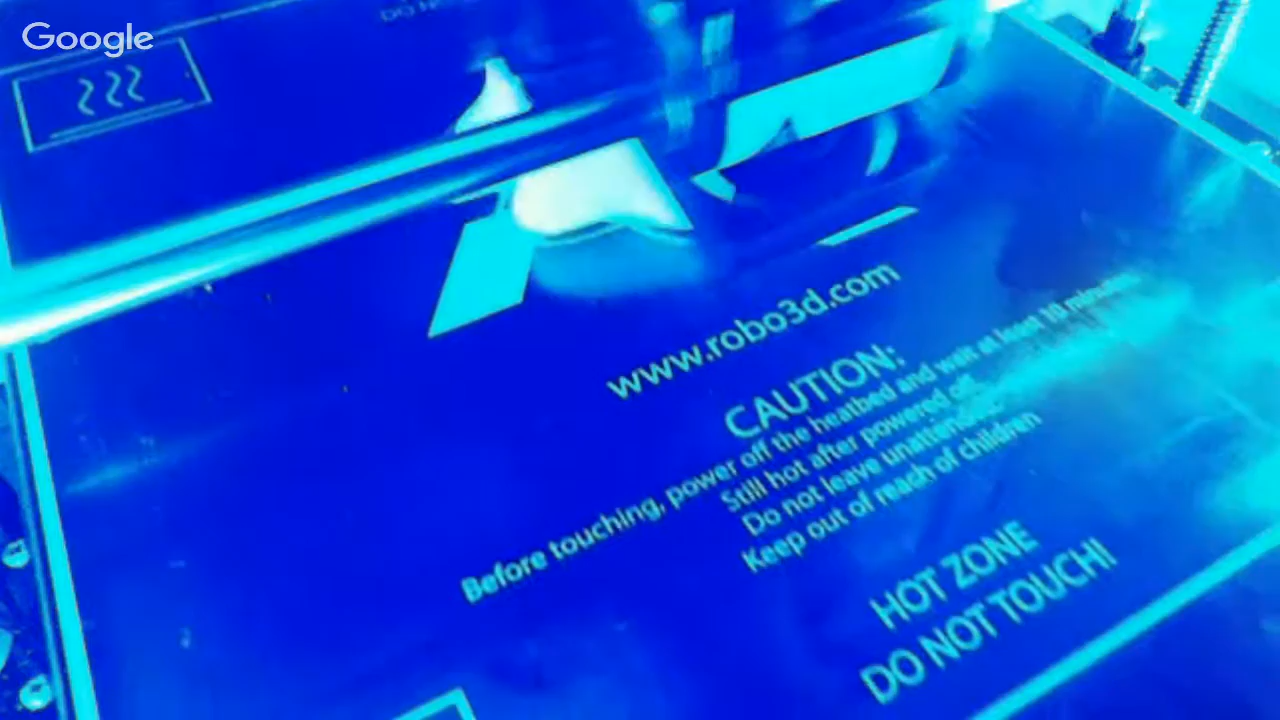 Google
DO N
www.robo3d.com
CAUTION:
Before touching, power off the heatbed and wait at least 10 minutes
Still hot after powered off
Do not leave unattended
Keep out of reach of children
HOT ZONE
DO NOT TOUCH!